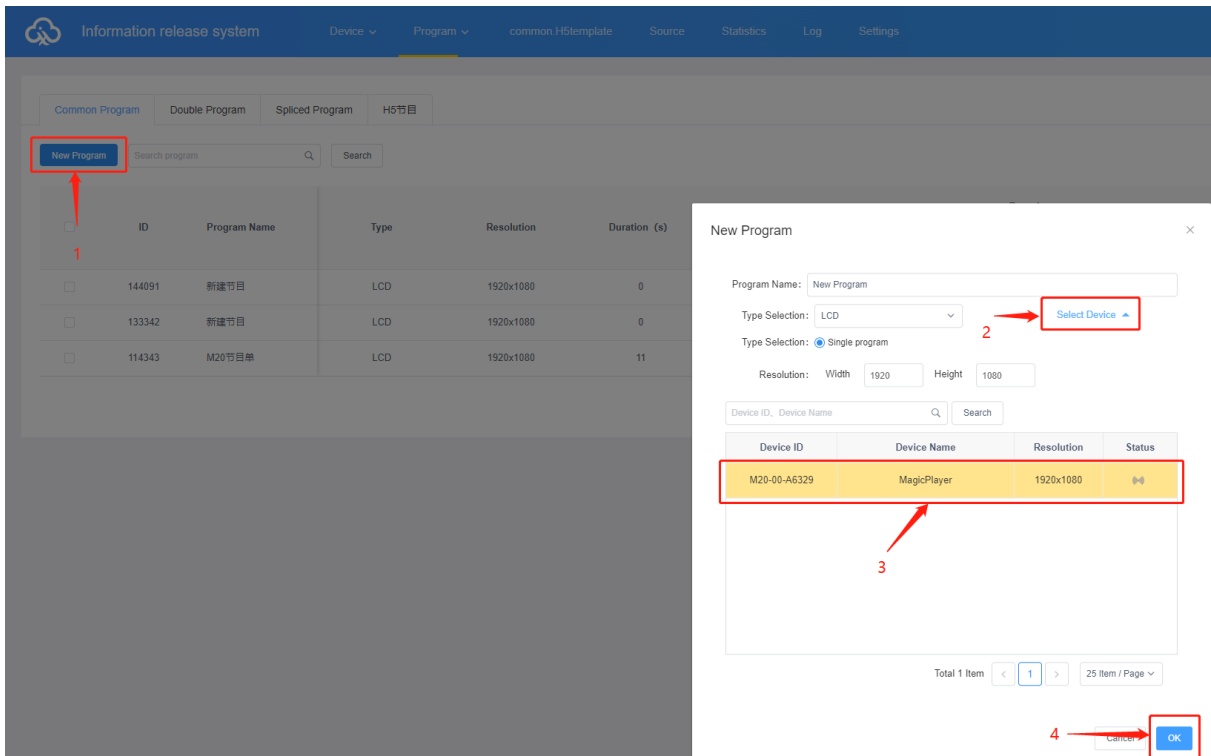 Information release system Device Program common.H5template Source Statistics Log Settings
Common Program Double Program Spliced Program H5节目
New Program Search program Search
ID Program Name Type Resolution Duration (s)
1
144091 新建节目 LCD 1920x1080 0
133342 新建节目 LCD 1920x1080 0
114343 M20节目单 LCD 1920x1080 11
New Program
Program Name: New Program
Type Selection: LCD Select Device
2
Type Selection: Single program
Resolution: Width 1920 Height 1080
Device ID、Device Name Search
Device ID Device Name Resolution Status
M20-00-A6329 MagicPlayer 1920x1080
3
Total 1 Item 1 25 Item / Page
4 Cancel OK